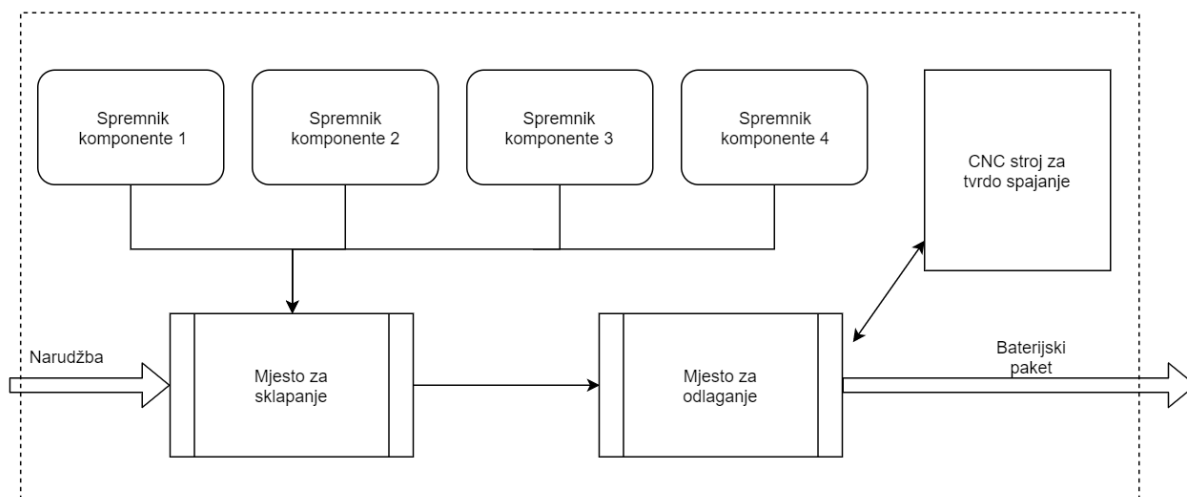 Spremnik
komponente 1
Spremnik
komponente 2
Spremnik
komponente 3
Spremnik
komponente 4
CNC stroj za
tvrdo spajanje
Narudžba
Mjesto za
sklapanje
Mjesto za
odlaganje
Baterijski
paket